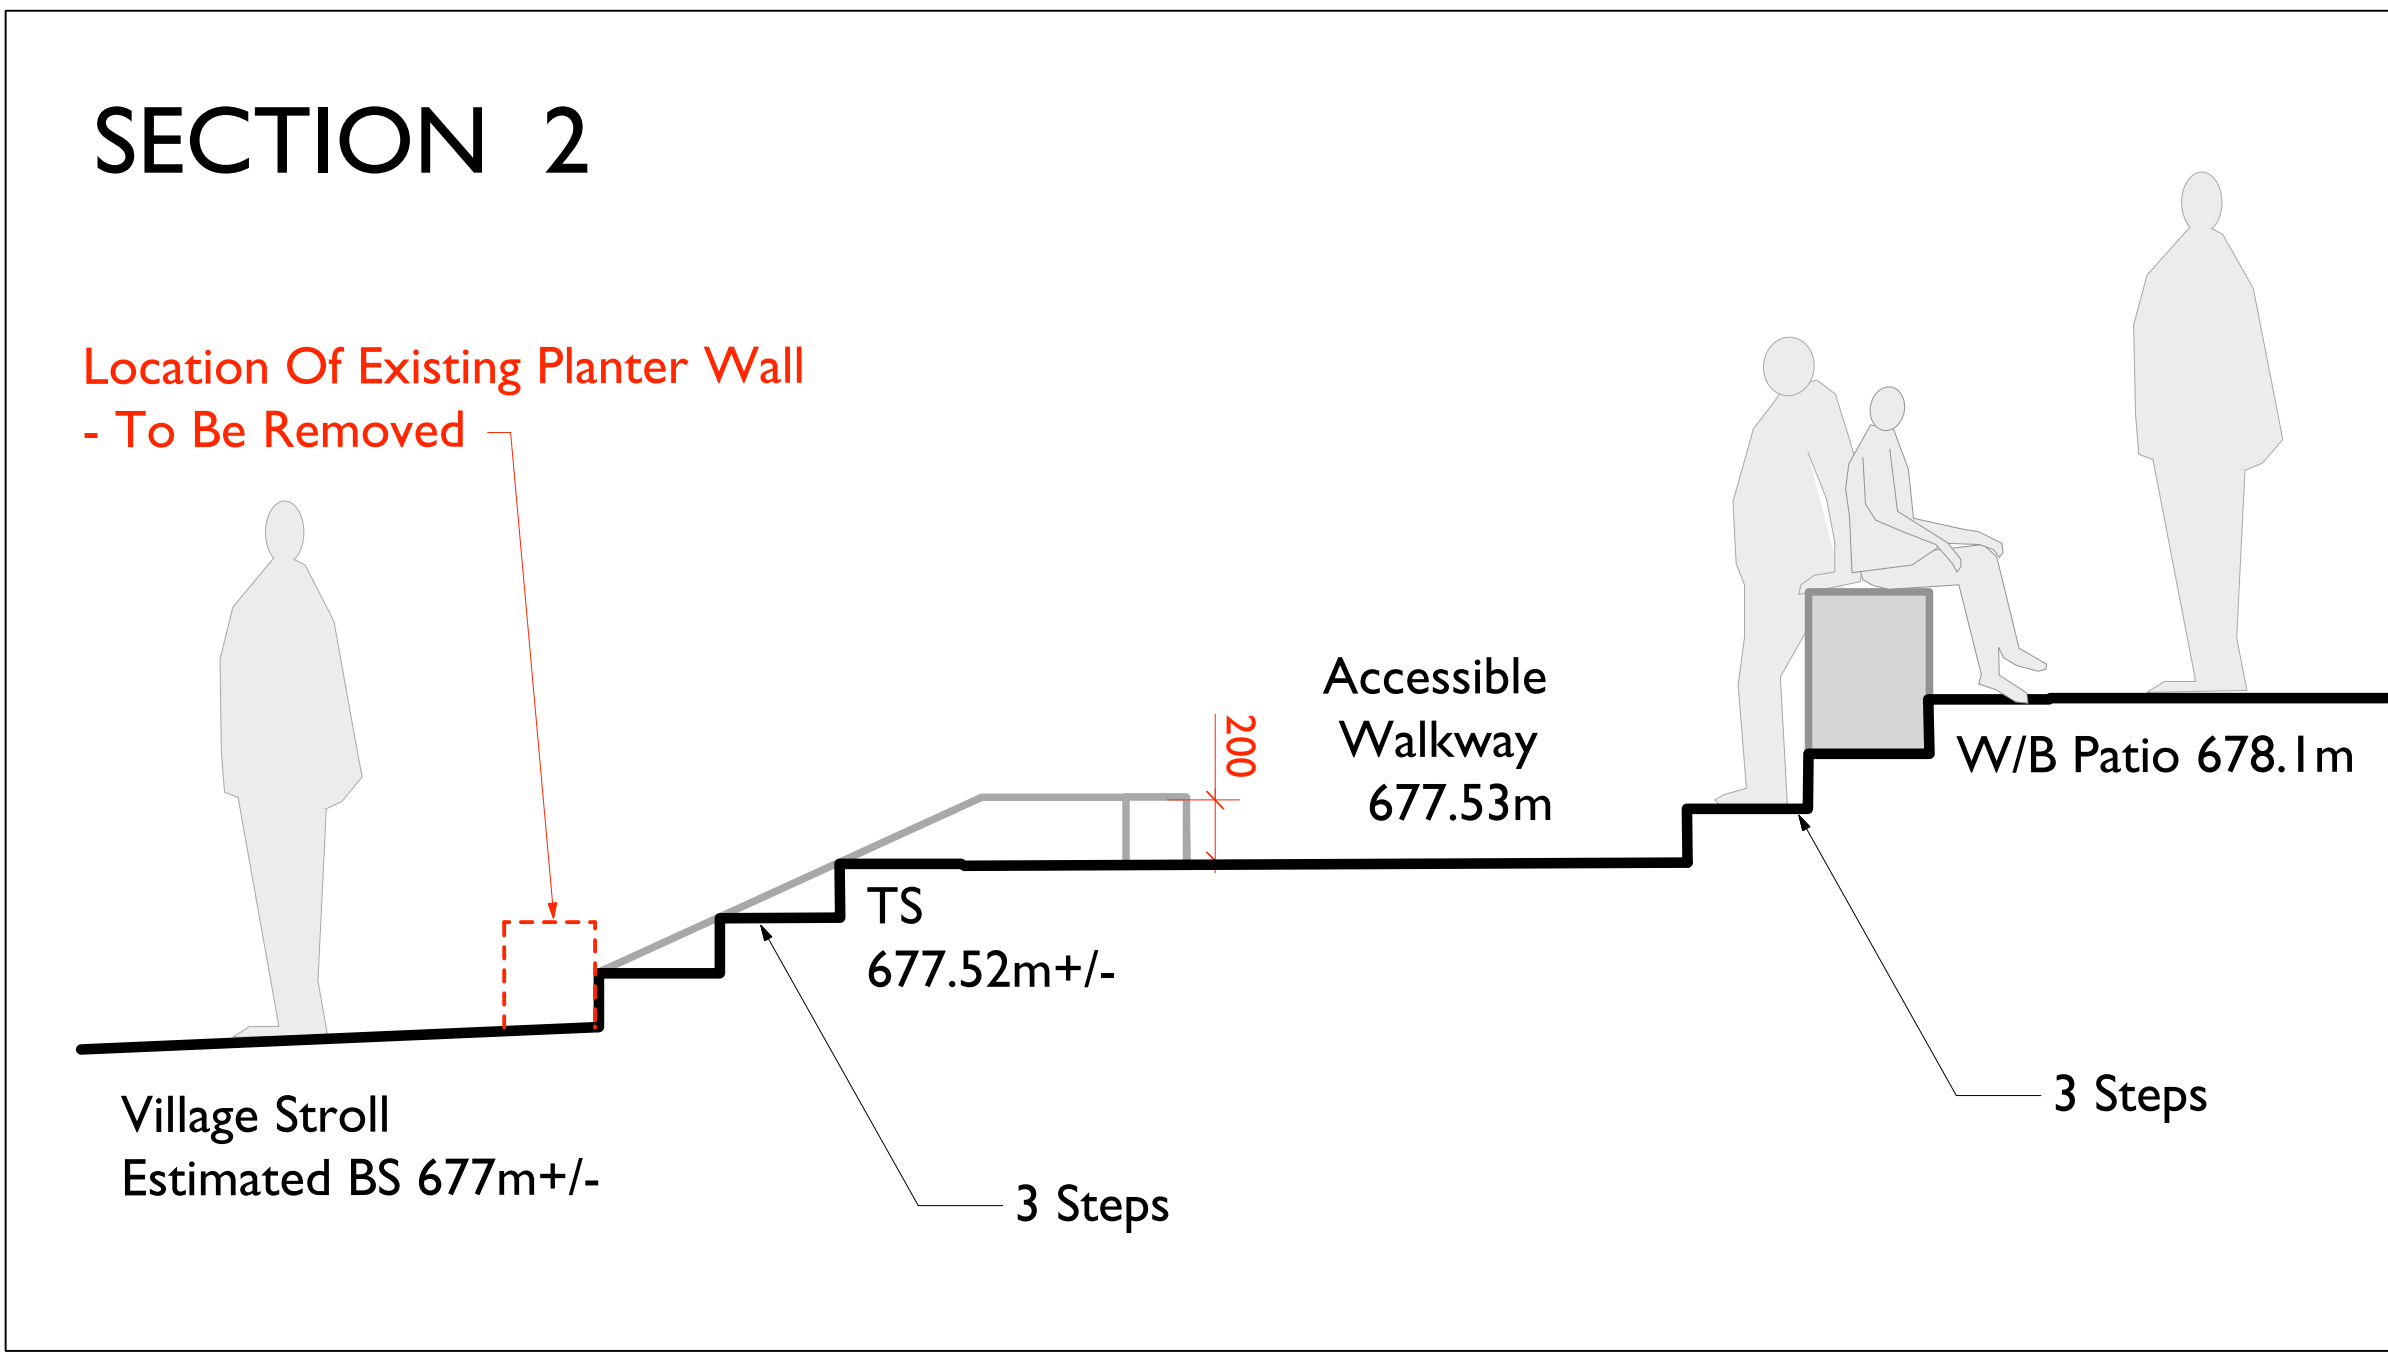 SECTION 2
Location Of Existing Planter Wall
- To Be Removed
200
Accessible
Walkway
677.53m
W/B Patio 678.1m
TS
677.52m+/-
Village Stroll
Estimated BS 677m+/-
3 Steps
3 Steps